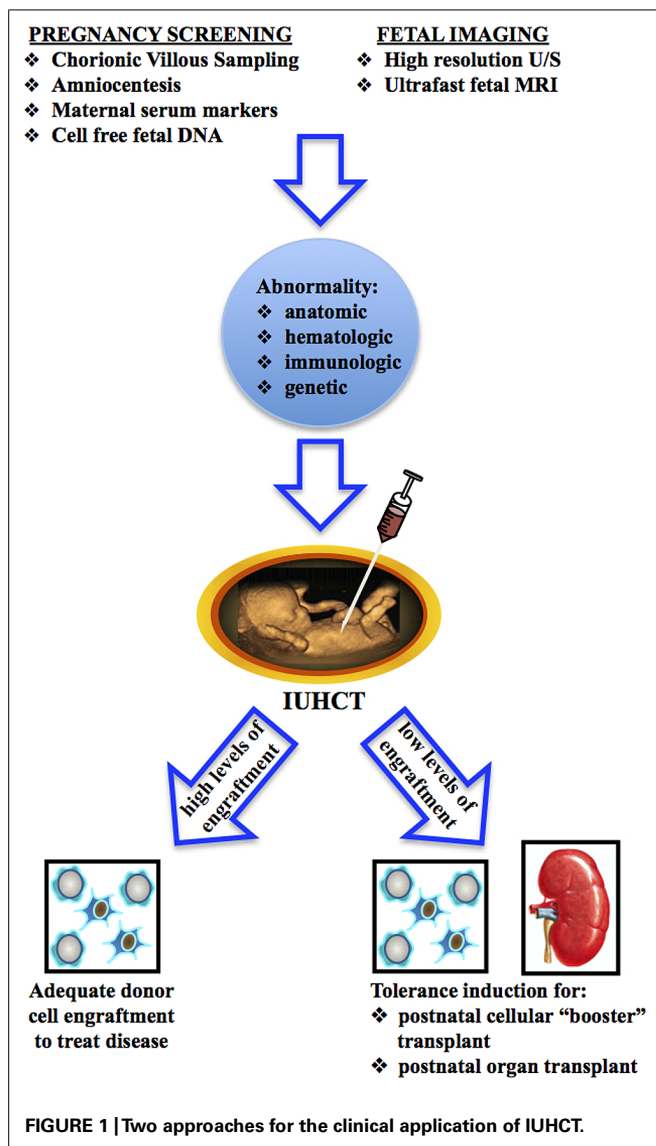 PREGNANCY SCREENING
❖ Chorionic Villous Sampling
❖ Amniocentesis
❖ Maternal serum markers
❖ Cell free fetal DNA
FETAL IMAGING
❖ High resolution U/S
❖ Ultrafast fetal MRI
Abnormality:
❖ anatomic
❖ hematologic
❖ immunologic
❖ genetic
IUHCT
high levels of
engraftment
low levels of
engraftment
Adequate donor
cell engraftment
to treat disease
Tolerance induction for:
❖ postnatal cellular “booster”
transplant
❖ postnatal organ transplant
FIGURE 1 | Two approaches for the clinical application of IUHCT.